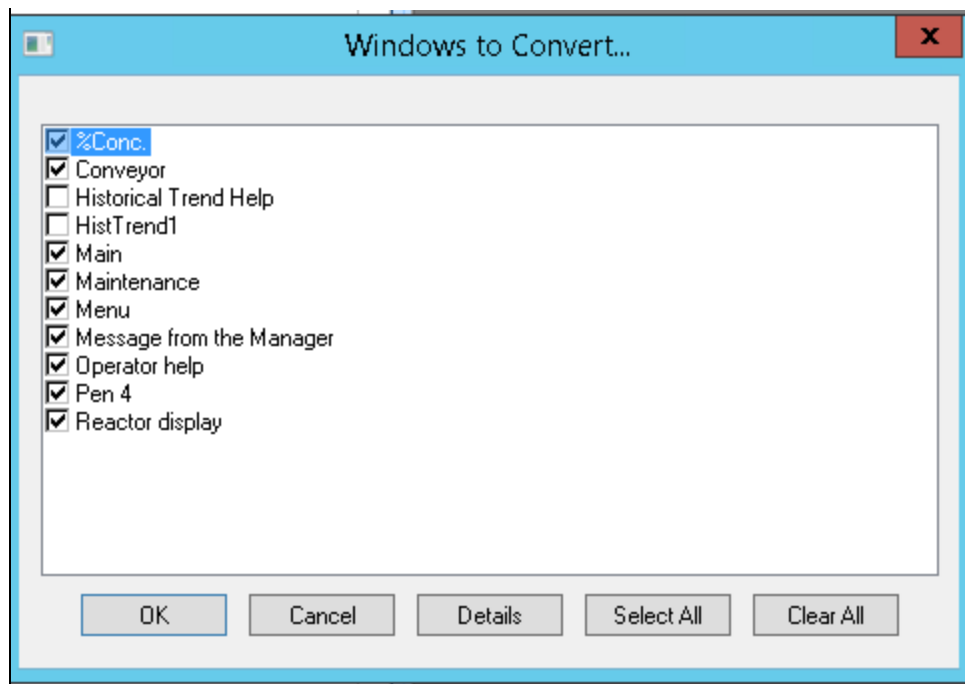 Windows to Convert...
x
%Conc.
Conveyor
Historical Trend Help
HistTrend1
Main
Maintenance
Menu
Message from the Manager
Operator help
Pen 4
Reactor display
OK Cancel Details Select All Clear All